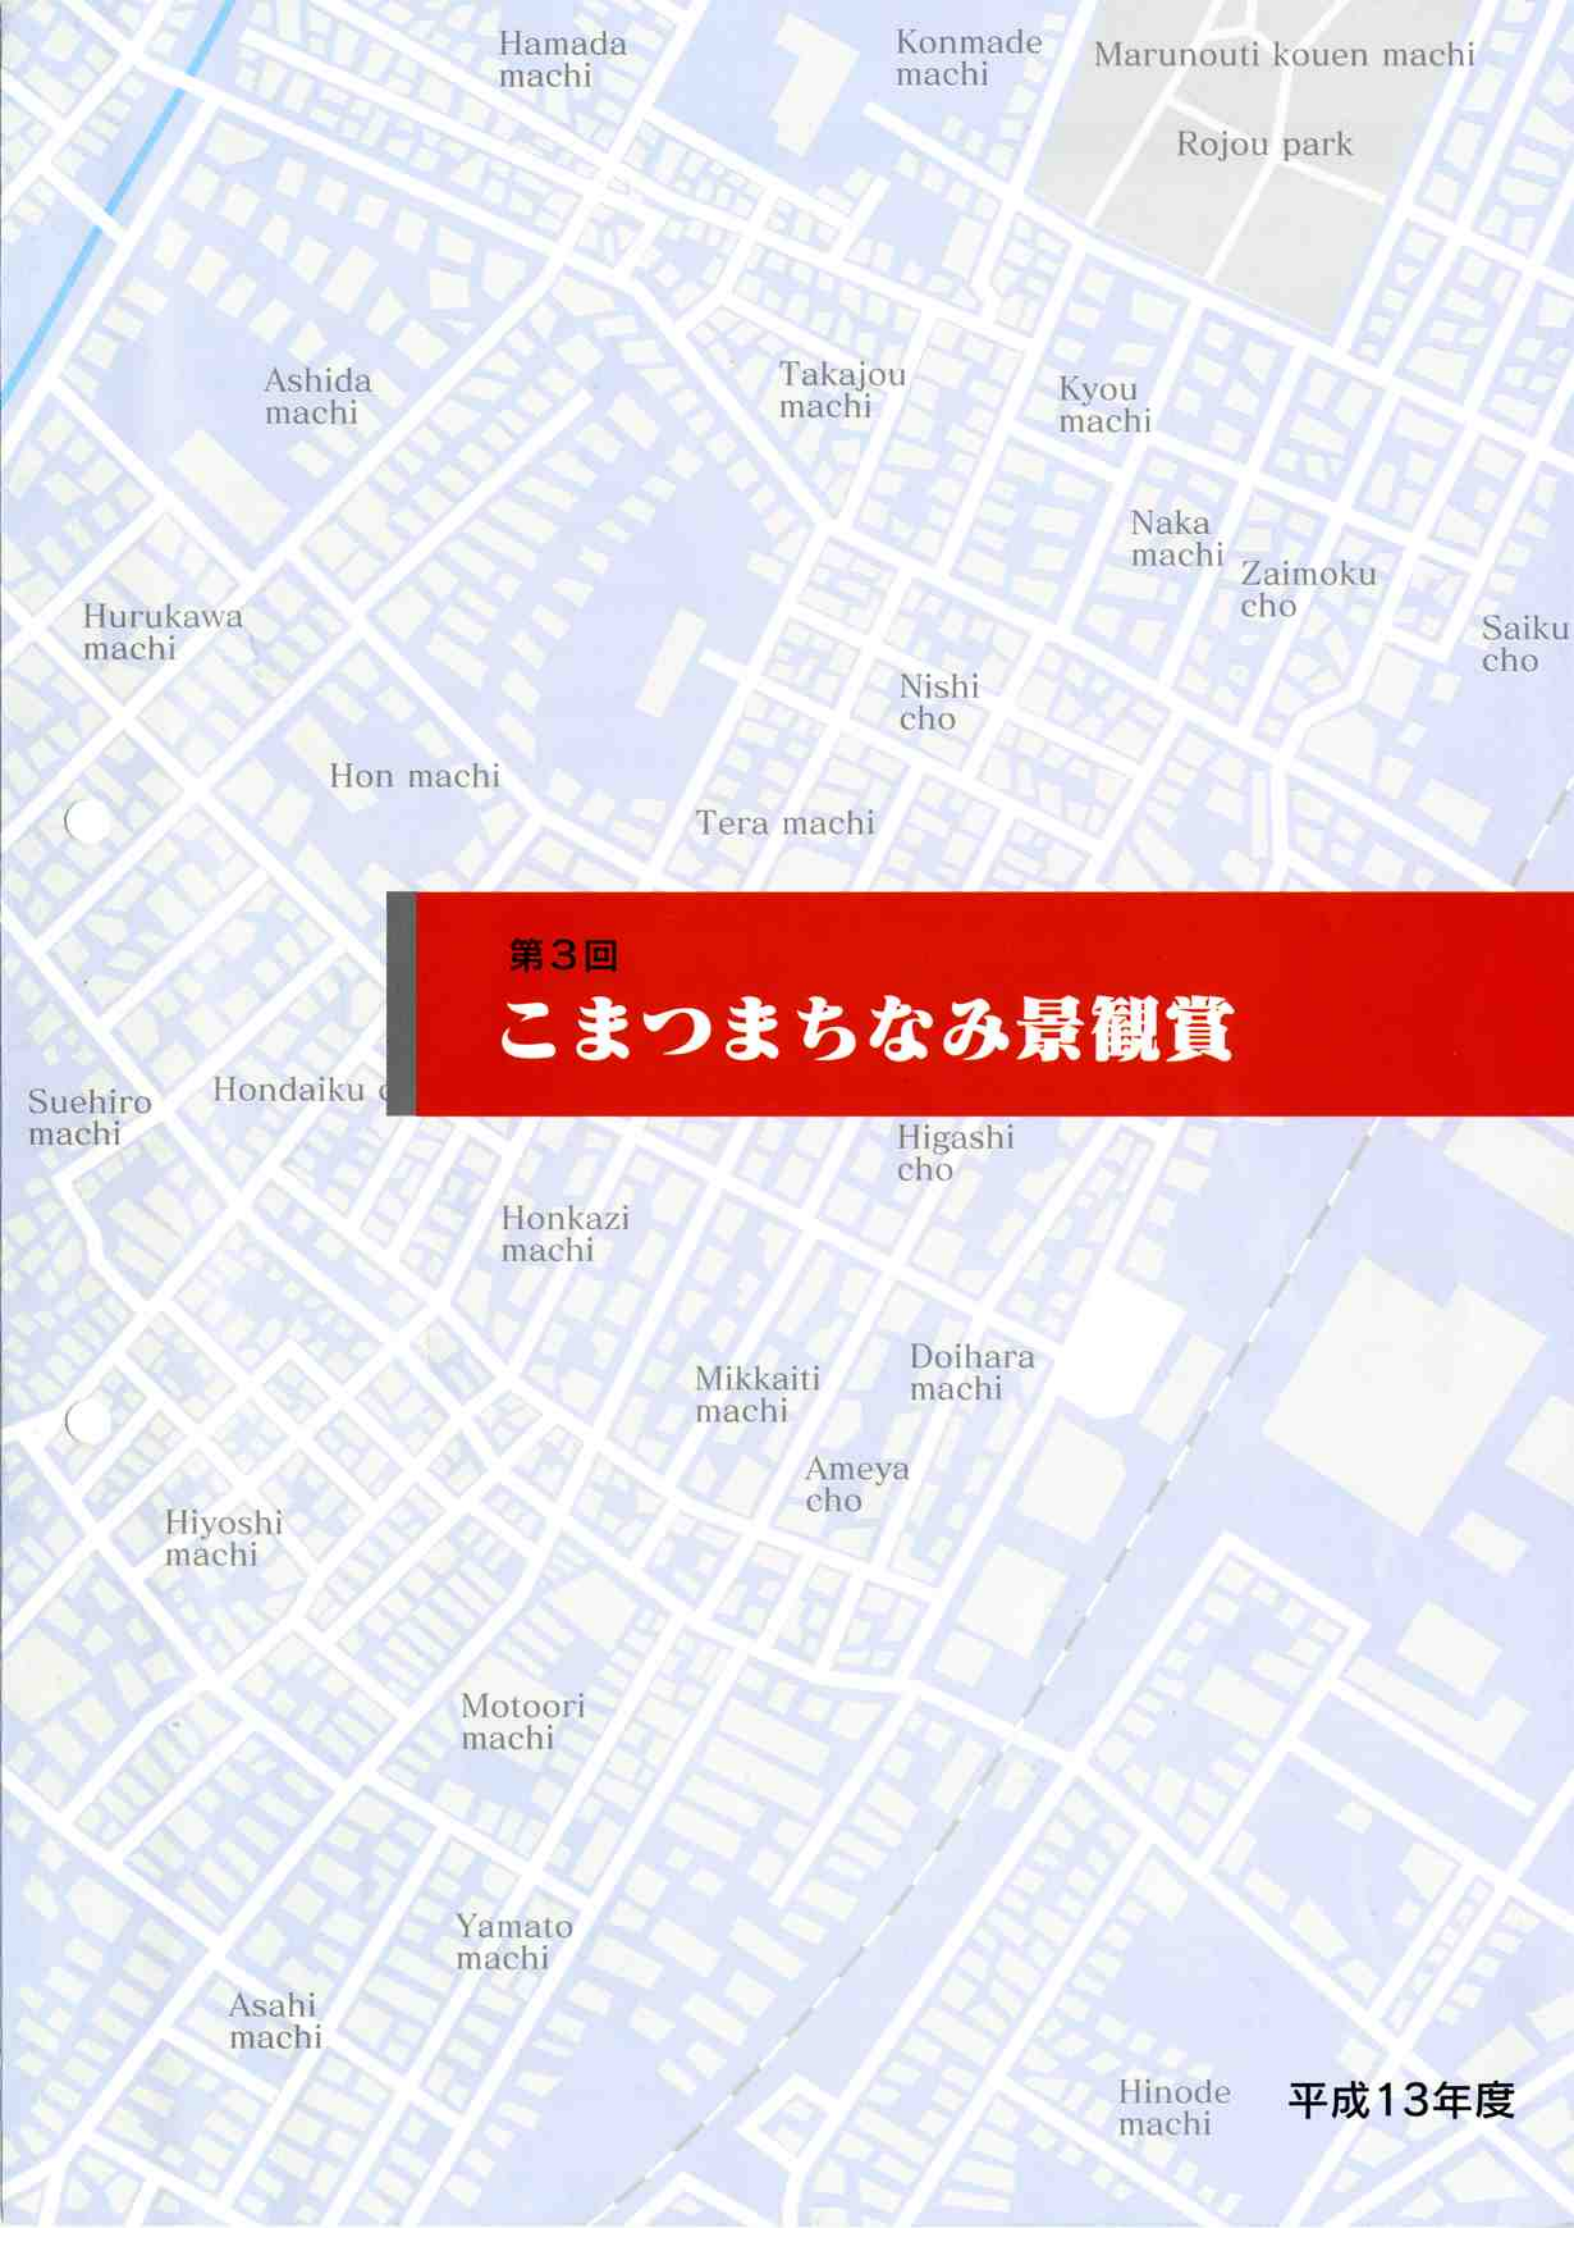 Hamada
machi
Konmade
machi
Marunouti kouen machi
Rojou park
Ashida
machi
Takajou
machi
Kyou
machi
Naka
machi
Zaimoku
cho
Hurukawa
machi
Saiku
cho
Nishi
cho
Hon machi
Tera machi
第3回
こまつまちなみ景観賞
Suehiro
machi
Hondaiku c
Higashi
cho
Honkazi
machi
Doihara
machi
Mikkaiti
machi
Ameya
cho
Hiyoshi
machi
Motoori
machi
Yamato
machi
Asahi
machi
Hinode
machi
平成13年度